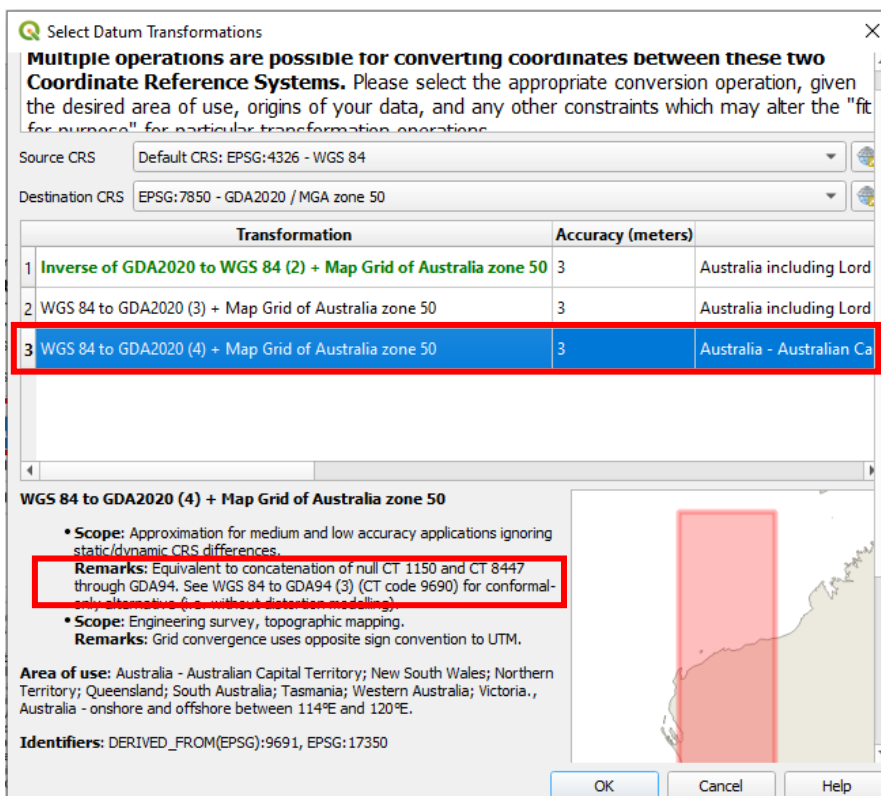 Select Datum Transformations
Multiple operations are possible for converting coordinates between these two
Coordinate Reference Systems. Please select the appropriate conversion operation, given
the desired area of use, origins of your data, and any other constraints which may alter the "fit
for purpose" for particular transformation operations
Source CRS Default CRS: EPSG:4326 - WGS 84
Destination CRS EPSG:7850 - GDA2020 / MGA zone 50
Transformation Accuracy (meters)
1 Inverse of GDA2020 to WGS 84 (2) + Map Grid of Australia zone 50 3 Australia including Lord
2 WGS 84 to GDA2020 (3) + Map Grid of Australia zone 50 3 Australia including Lord
3 WGS 84 to GDA2020 (4) + Map Grid of Australia zone 50 3 Australia - Australian Ca
WGS 84 to GDA2020 (4) + Map Grid of Australia zone 50
• Scope: Approximation for medium and low accuracy applications ignoring
static/dynamic CRS differences.
Remarks: Equivalent to concatenation of null CT 1150 and CT 8447
through GDA94. See WGS 84 to GDA94 (3) (CT code 9690) for conformal-
only alternative (i.e. without distortion modelling).
• Scope: Engineering survey, topographic mapping.
Remarks: Grid convergence uses opposite sign convention to UTM.
Area of use: Australia - Australian Capital Territory; New South Wales; Northern
Territory; Queensland; South Australia; Tasmania; Western Australia; Victoria.,
Australia - onshore and offshore between 114°E and 120°E.
Identifiers: DERIVED_FROM(EPSG):9691, EPSG:17350
OK Cancel Help